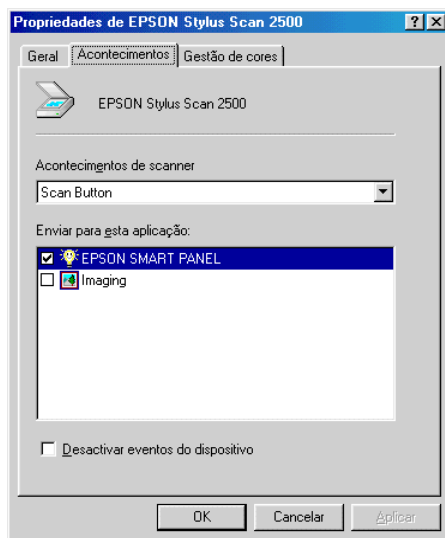 Propriedades de EPSON Stylus Scan 2500
Geral Acontecimentos Gestão de cores
EPSON Stylus Scan 2500
Acontecimentos de scanner
Scan Button
Enviar para esta aplicação:
EPSON SMART PANEL
Imaging
Desactivar eventos do dispositivo
OK Cancelar Aplicar